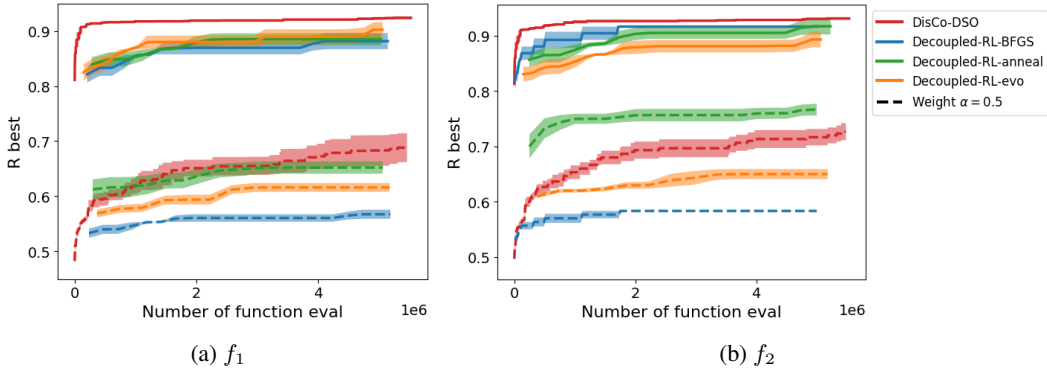 0.9
0.8
0.7
0.6
0.5
R best
0
2
4
1e6
Number of function eval
(a) f₁
0.9
0.8
0.7
0.6
0.5
R best
0
2
4
1e6
Number of function eval
(b) f₂
DisCo-DSO
Decoupled-RL-BFGS
Decoupled-RL-anneal
Decoupled-RL-evo
Weight α = 0.5